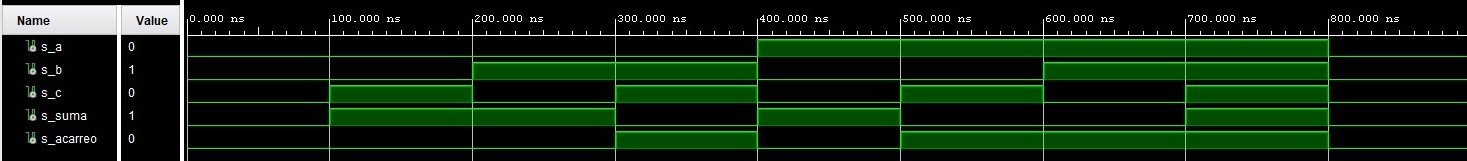 Name Value 0.000 ns 100.000 ns 200.000 ns 300.000 ns 400.000 ns 500.000 ns 600.000 ns 700.000 ns 800.000 ns
s_a 0
s_b 1
s_c 0
s_suma 1
s_acarreo 0